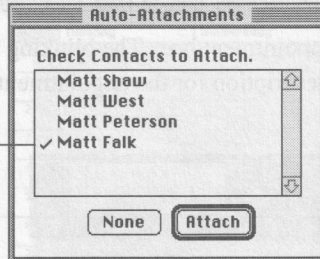 Auto-Attachments
Check Contacts to Attach.
Matt Shaw
Matt West
Matt Peterson
✓ Matt Falk
None
Attach